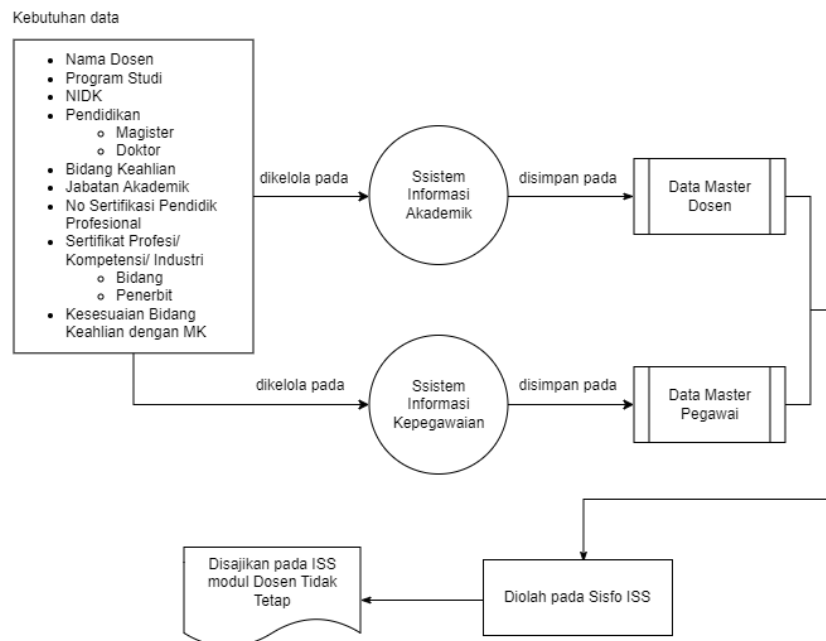 Kebutuhan data
Nama Dosen
Program Studi
NIDK
Pendidikan
Magister
Doktor
Bidang Keahlian
Jabatan Akademik
No Sertifikasi Pendidik
Profesional
Sertifikat Profesi/
Kompetensi/ Industri
Bidang
Penerbit
Kesesuaian Bidang
Keahlian dengan MK
dikelola pada
Ssistem
Informasi
Akademik
disimpan pada
Data Master
Dosen
dikelola pada
Ssistem
Informasi
Kepegawaian
disimpan pada
Data Master
Pegawai
Disajikan pada ISS
modul Dosen Tidak
Tetap
Diolah pada Sisfo ISS